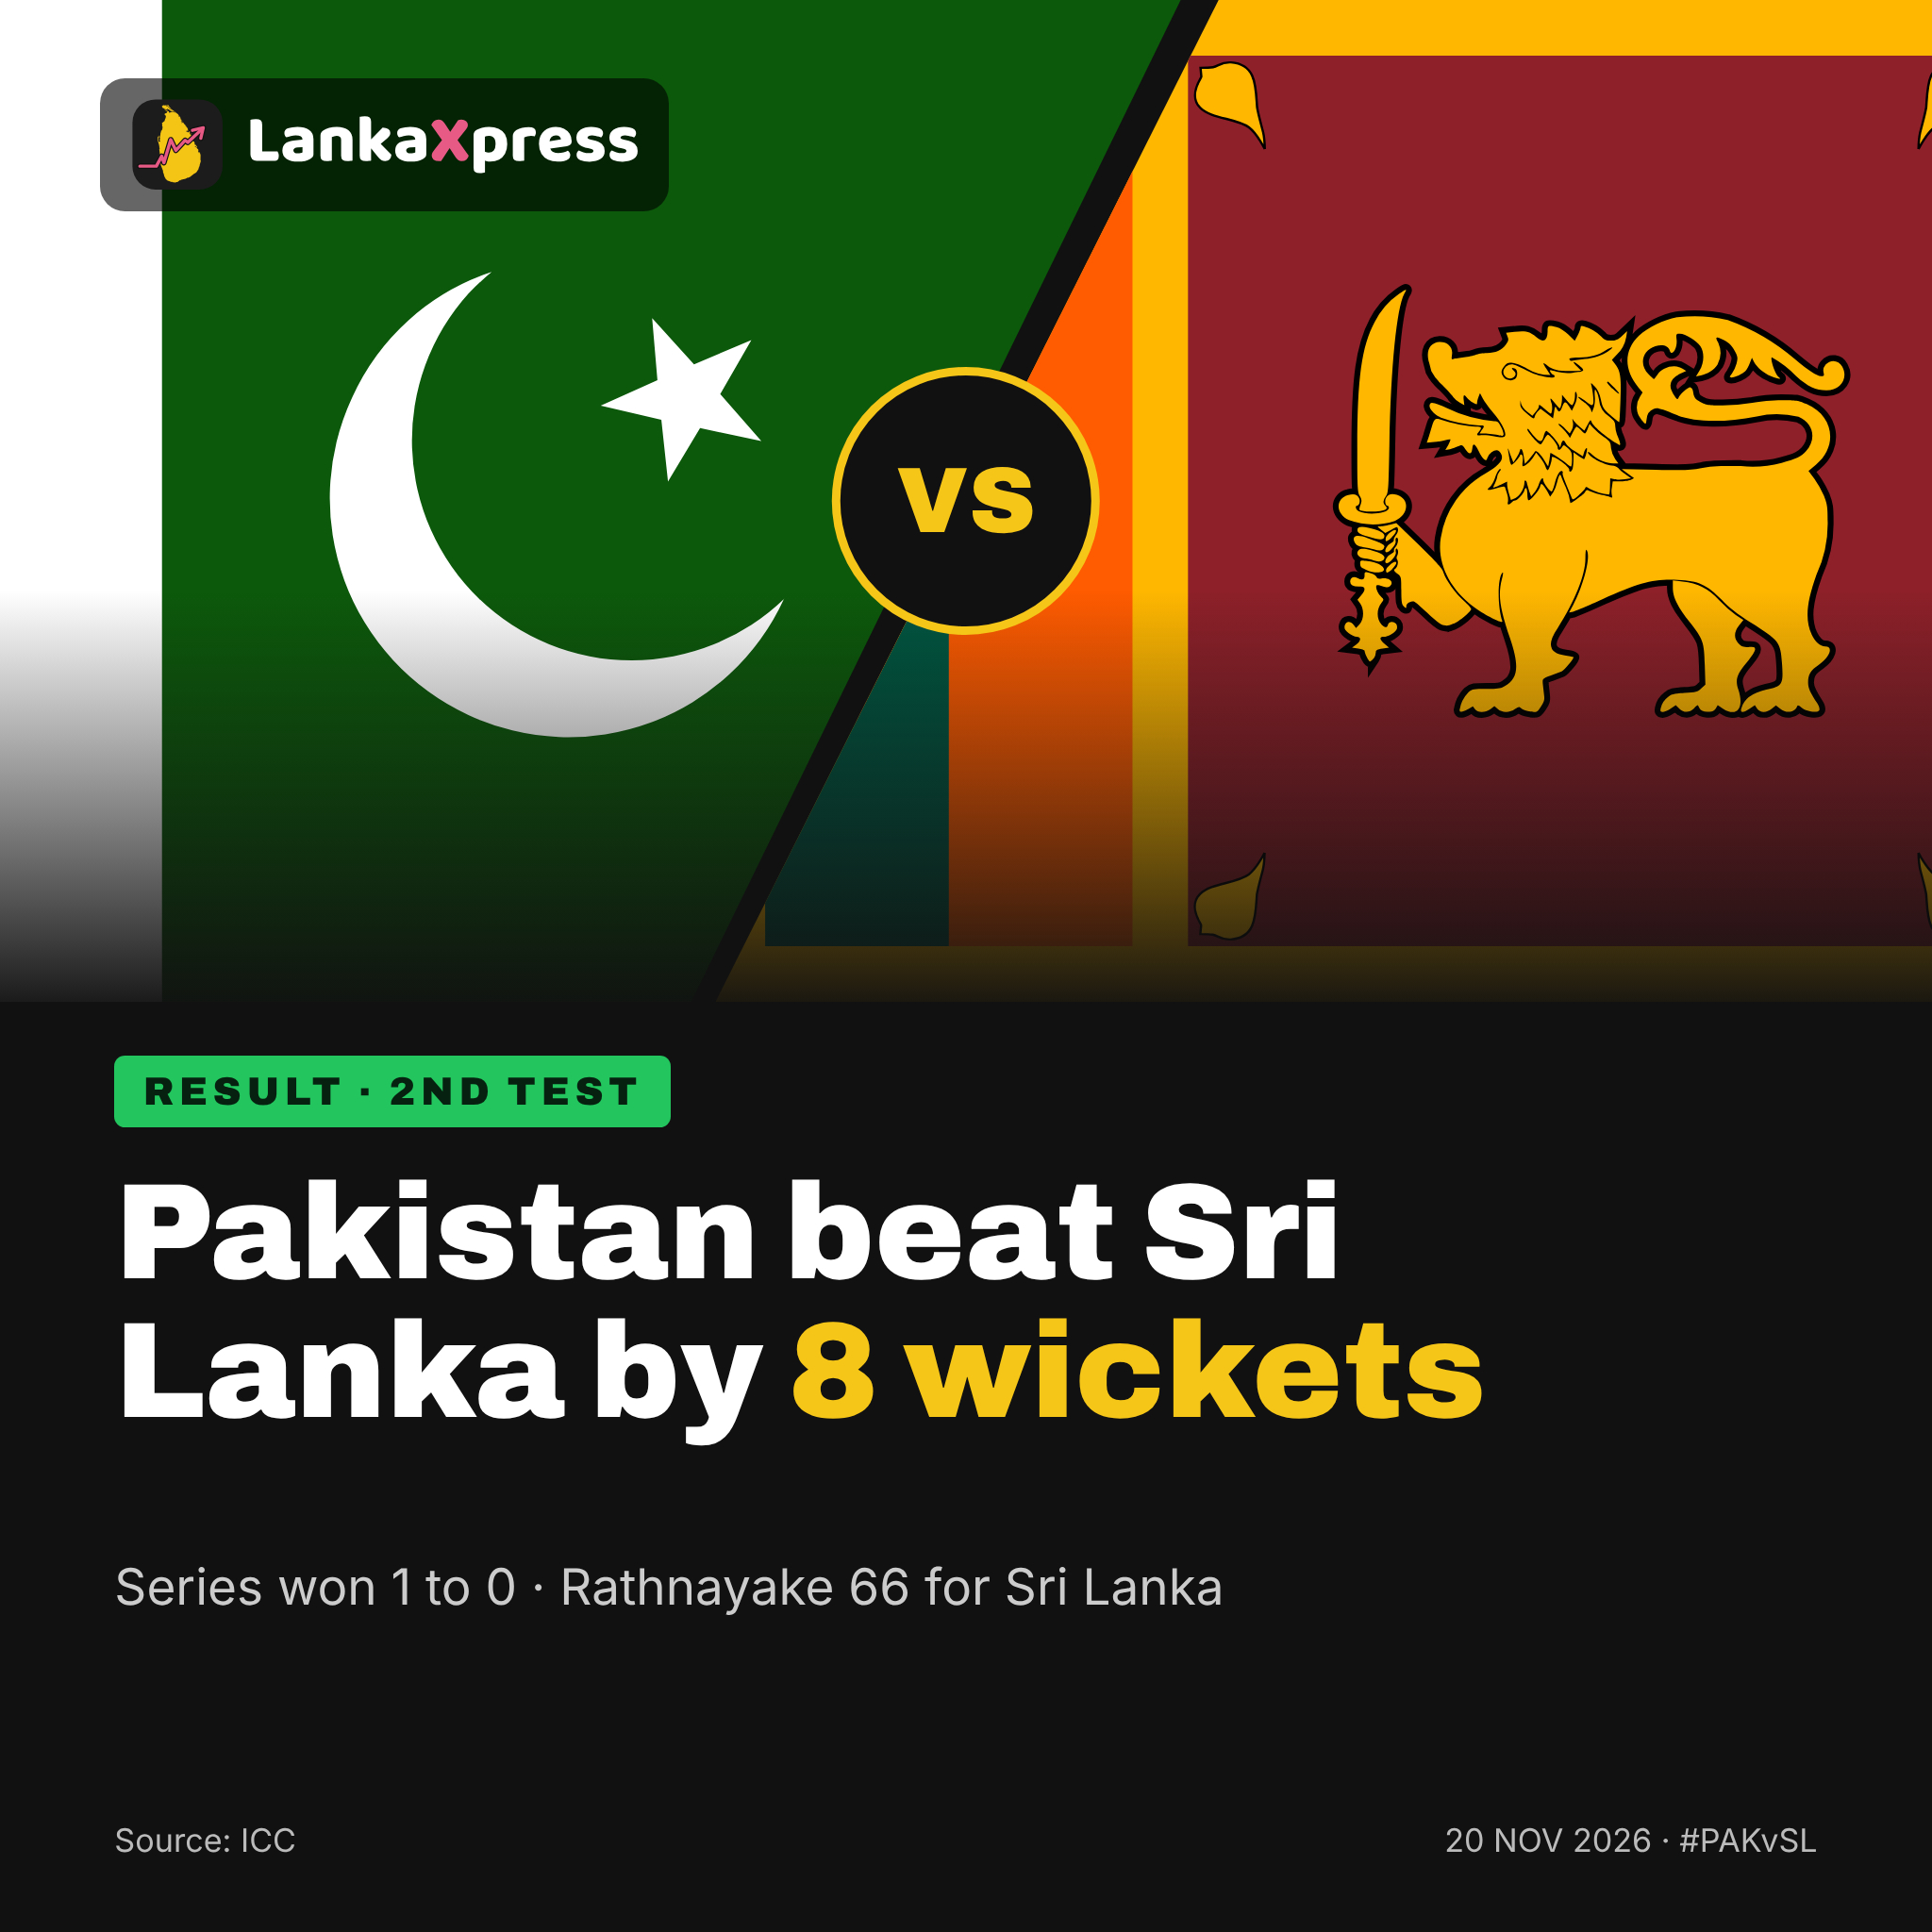 LankaXpress
vs
RESULT · 2ND TEST
Pakistan beat Sri
Lanka by 8 wickets
Series won 1 to 0 · Rathnayake 66 for Sri Lanka
Source: ICC
20 NOV 2026 · #PAKvSL